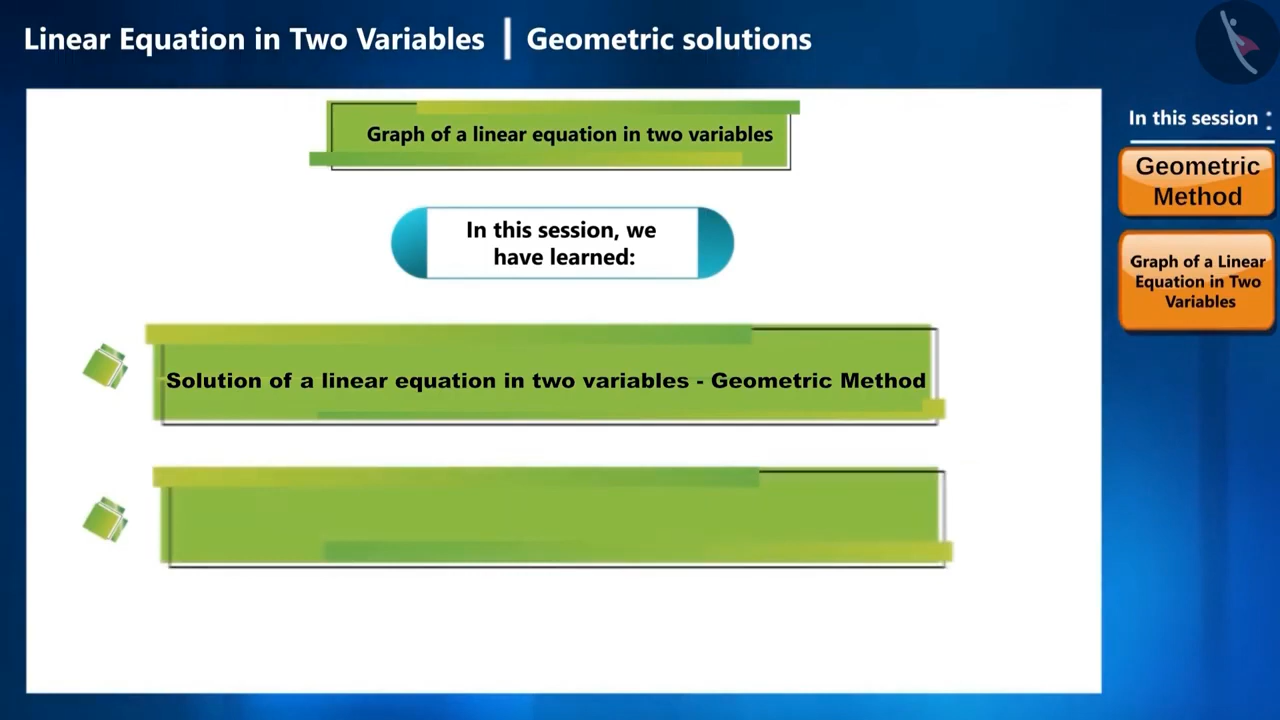 Linear Equation in Two Variables | Geometric solutions
Graph of a linear equation in two variables
In this session, we
have learned:
Solution of a linear equation in two variables - Geometric Method
In this session :
Geometric
Method
Graph of a Linear
Equation in Two
Variables